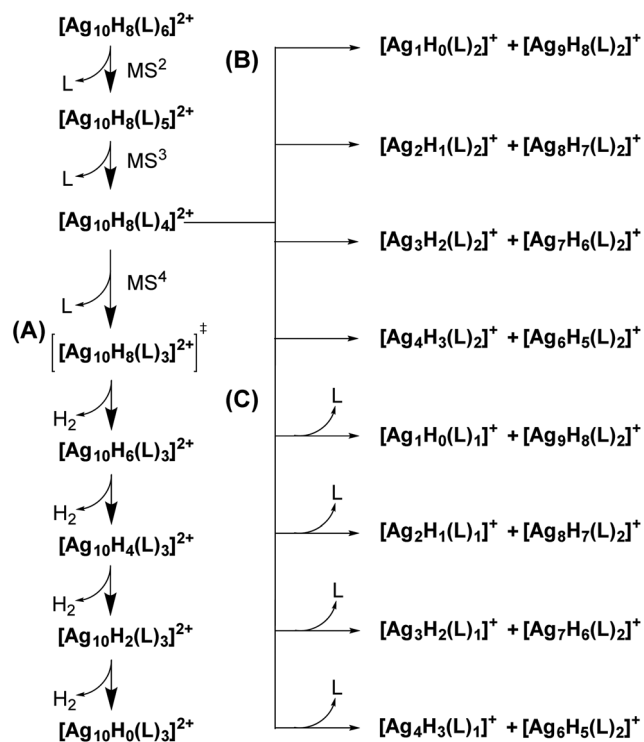 [Ag₁₀H₈(L)₆]²⁺
L
MS²
[Ag₁₀H₈(L)₅]²⁺
L
MS³
[Ag₁₀H₈(L)₄]²⁺
L
MS⁴
(A)
[[Ag₁₀H₈(L)₃]²⁺]‡
H₂
[Ag₁₀H₆(L)₃]²⁺
H₂
[Ag₁₀H₄(L)₃]²⁺
H₂
[Ag₁₀H₂(L)₃]²⁺
H₂
[Ag₁₀H₀(L)₃]²⁺
(B)
[Ag₁H₀(L)₂]⁺ + [Ag₉H₈(L)₂]⁺
[Ag₂H₁(L)₂]⁺ + [Ag₈H₇(L)₂]⁺
[Ag₃H₂(L)₂]⁺ + [Ag₇H₆(L)₂]⁺
[Ag₄H₃(L)₂]⁺ + [Ag₆H₅(L)₂]⁺
(C)
L
[Ag₁H₀(L)₁]⁺ + [Ag₉H₈(L)₂]⁺
L
[Ag₂H₁(L)₁]⁺ + [Ag₈H₇(L)₂]⁺
L
[Ag₃H₂(L)₁]⁺ + [Ag₇H₆(L)₂]⁺
L
[Ag₄H₃(L)₁]⁺ + [Ag₆H₅(L)₂]⁺